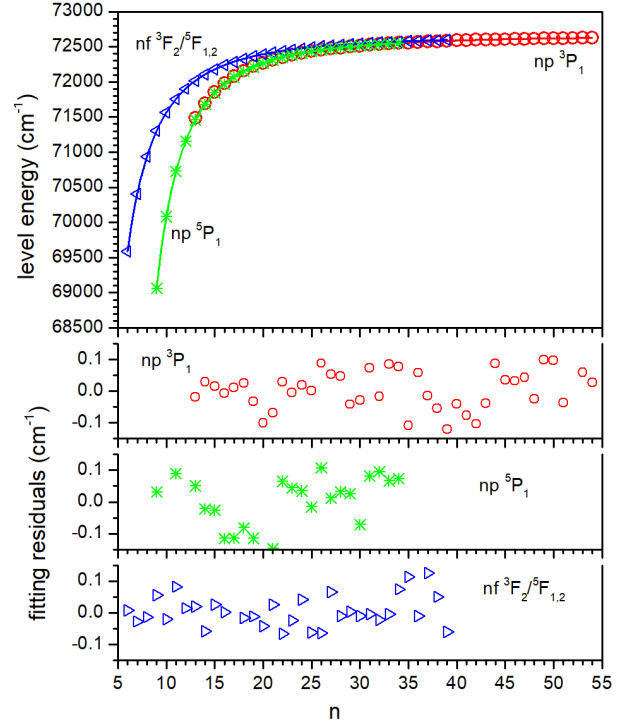 73000
72500
72000
71500
71000
70500
70000
69500
69000
68500
level energy (cm⁻¹)
nf ³F₂/⁵F₁,₂
np ³P₁
np ⁵P₁
0.1
0.0
-0.1
np ³P₁
0.1
0.0
-0.1
np ⁵P₁
0.1
0.0
-0.1
nf ³F₂/⁵F₁,₂
fitting residuals (cm⁻¹)
5 10 15 20 25 30 35 40 45 50 55
n